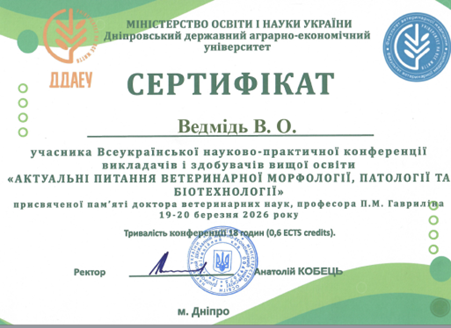 МІНІСТЕРСТВО ОСВІТИ І НАУКИ УКРАЇНИ
Дніпровський державний аграрно-економічний
університет
ДДАЕУ
СЕРТИФІКАТ
Ведмідь В. О.
учасника Всеукраїнської науково-практичної конференції
викладачів і здобувачів вищої освіти
«АКТУАЛЬНІ ПИТАННЯ ВЕТЕРИНАРНОЇ МОРФОЛОГІЇ, ПАТОЛОГІЇ ТА
БІОТЕХНОЛОГІЇ»
присвяченої пам’яті доктора ветеринарних наук, професора П.М. Гавриліна
19-20 березня 2026 року
Тривалість конференції 18 годин (0,6 ECTS credits).
Ректор Анатолій КОБЕЦЬ
м. Дніпро